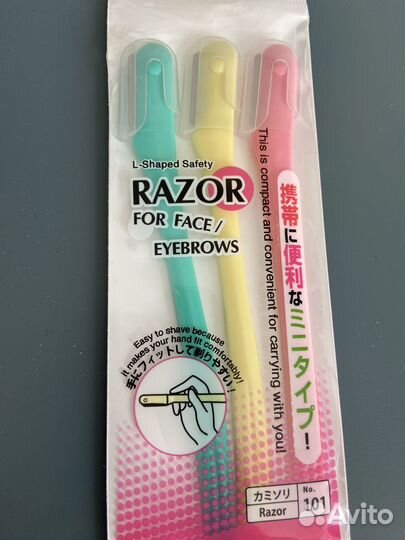 L-Shaped Safety
RAZOR
FOR FACE/
EYEBROWS
This is compact and convenient for carrying with you!
携帯に便利なミニタイプ!
Easy to shave because
it makes your hand fit comfortably!
手にフィットして剃りやすい!
カミソリ
Razor
No.
101
Avito